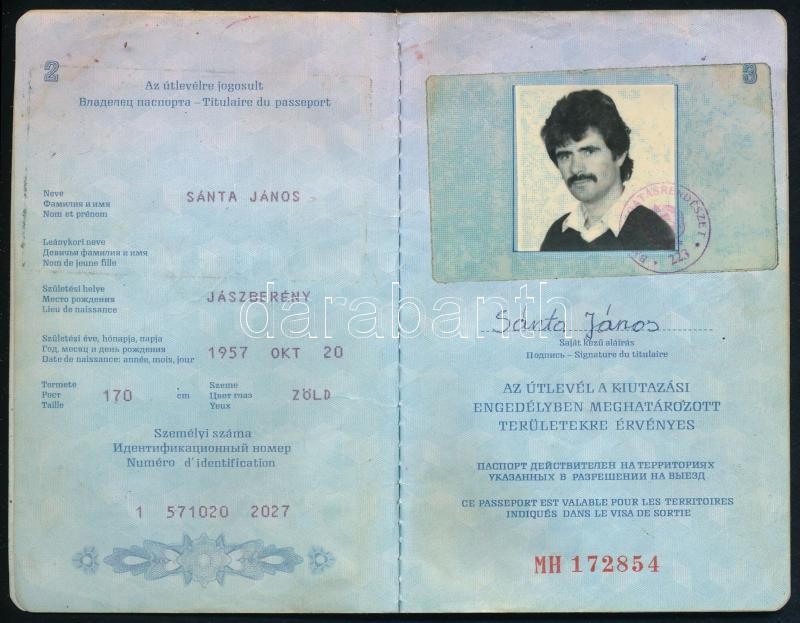 2
Az útlevélre jogosult
Владелец паспорта – Titulaire du passeport
Neve
Фамилия и имя
Nom et prénom
SÁNTA JÁNOS
Leánykori neve
Девичья фамилия и имя
Nom de jeune fille
Születési helye
Место рождения
Lieu de naissance
JÁSZBERÉNY
Születési éve, hónapja, napja
Год, месяц и день рождения
Date de naissance: année, mois, jour
1957 OKT 20
Termete
Рост
Taille
170 cm
Szeme
Цвет глаз
Yeux
ZÖLD
Személyi száma
Идентификационный номер
Numéro d'identification
1 571020 2027
3
223
Sánta János
Saját kezű aláírás
Подпись – Signature du titulaire
AZ ÚTLEVÉL A KIUTAZÁSI
ENGEDÉLYBEN MEGHATÁROZOTT
TERÜLETEKRE ÉRVÉNYES
ПАСПОРТ ДЕЙСТВИТЕЛЕН НА ТЕРРИТОРИЯХ
УКАЗАННЫХ В РАЗРЕШЕНИИ НА ВЫЕЗД
CE PASSEPORT EST VALABLE POUR LES TERRITOIRES
INDIQUÉS DANS LE VISA DE SORTIE
MH 172854
darabanth.com